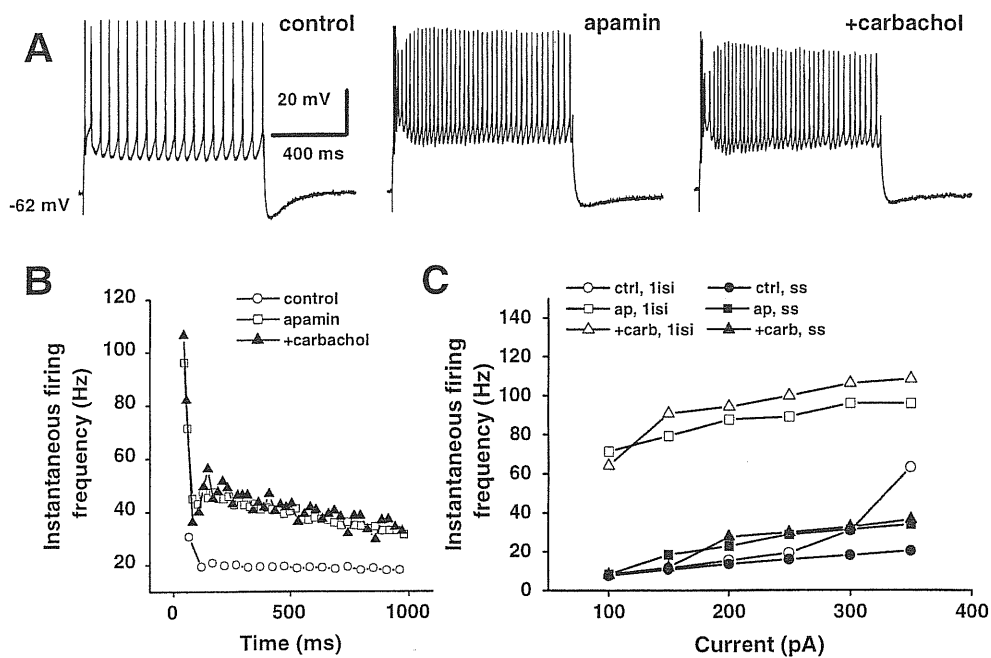 A
control
apamin
+carbachol
20 mV
400 ms
-62 mV
B
control
apamin
+carbachol
Instantaneous firing
frequency (Hz)
120
100
80
60
40
20
0
500
1000
Time (ms)
C
ctrl, 1isi
ctrl, ss
ap, 1isi
ap, ss
+carb, 1isi
+carb, ss
Instantaneous firing
frequency (Hz)
140
120
100
80
60
40
20
0
100
200
300
400
Current (pA)